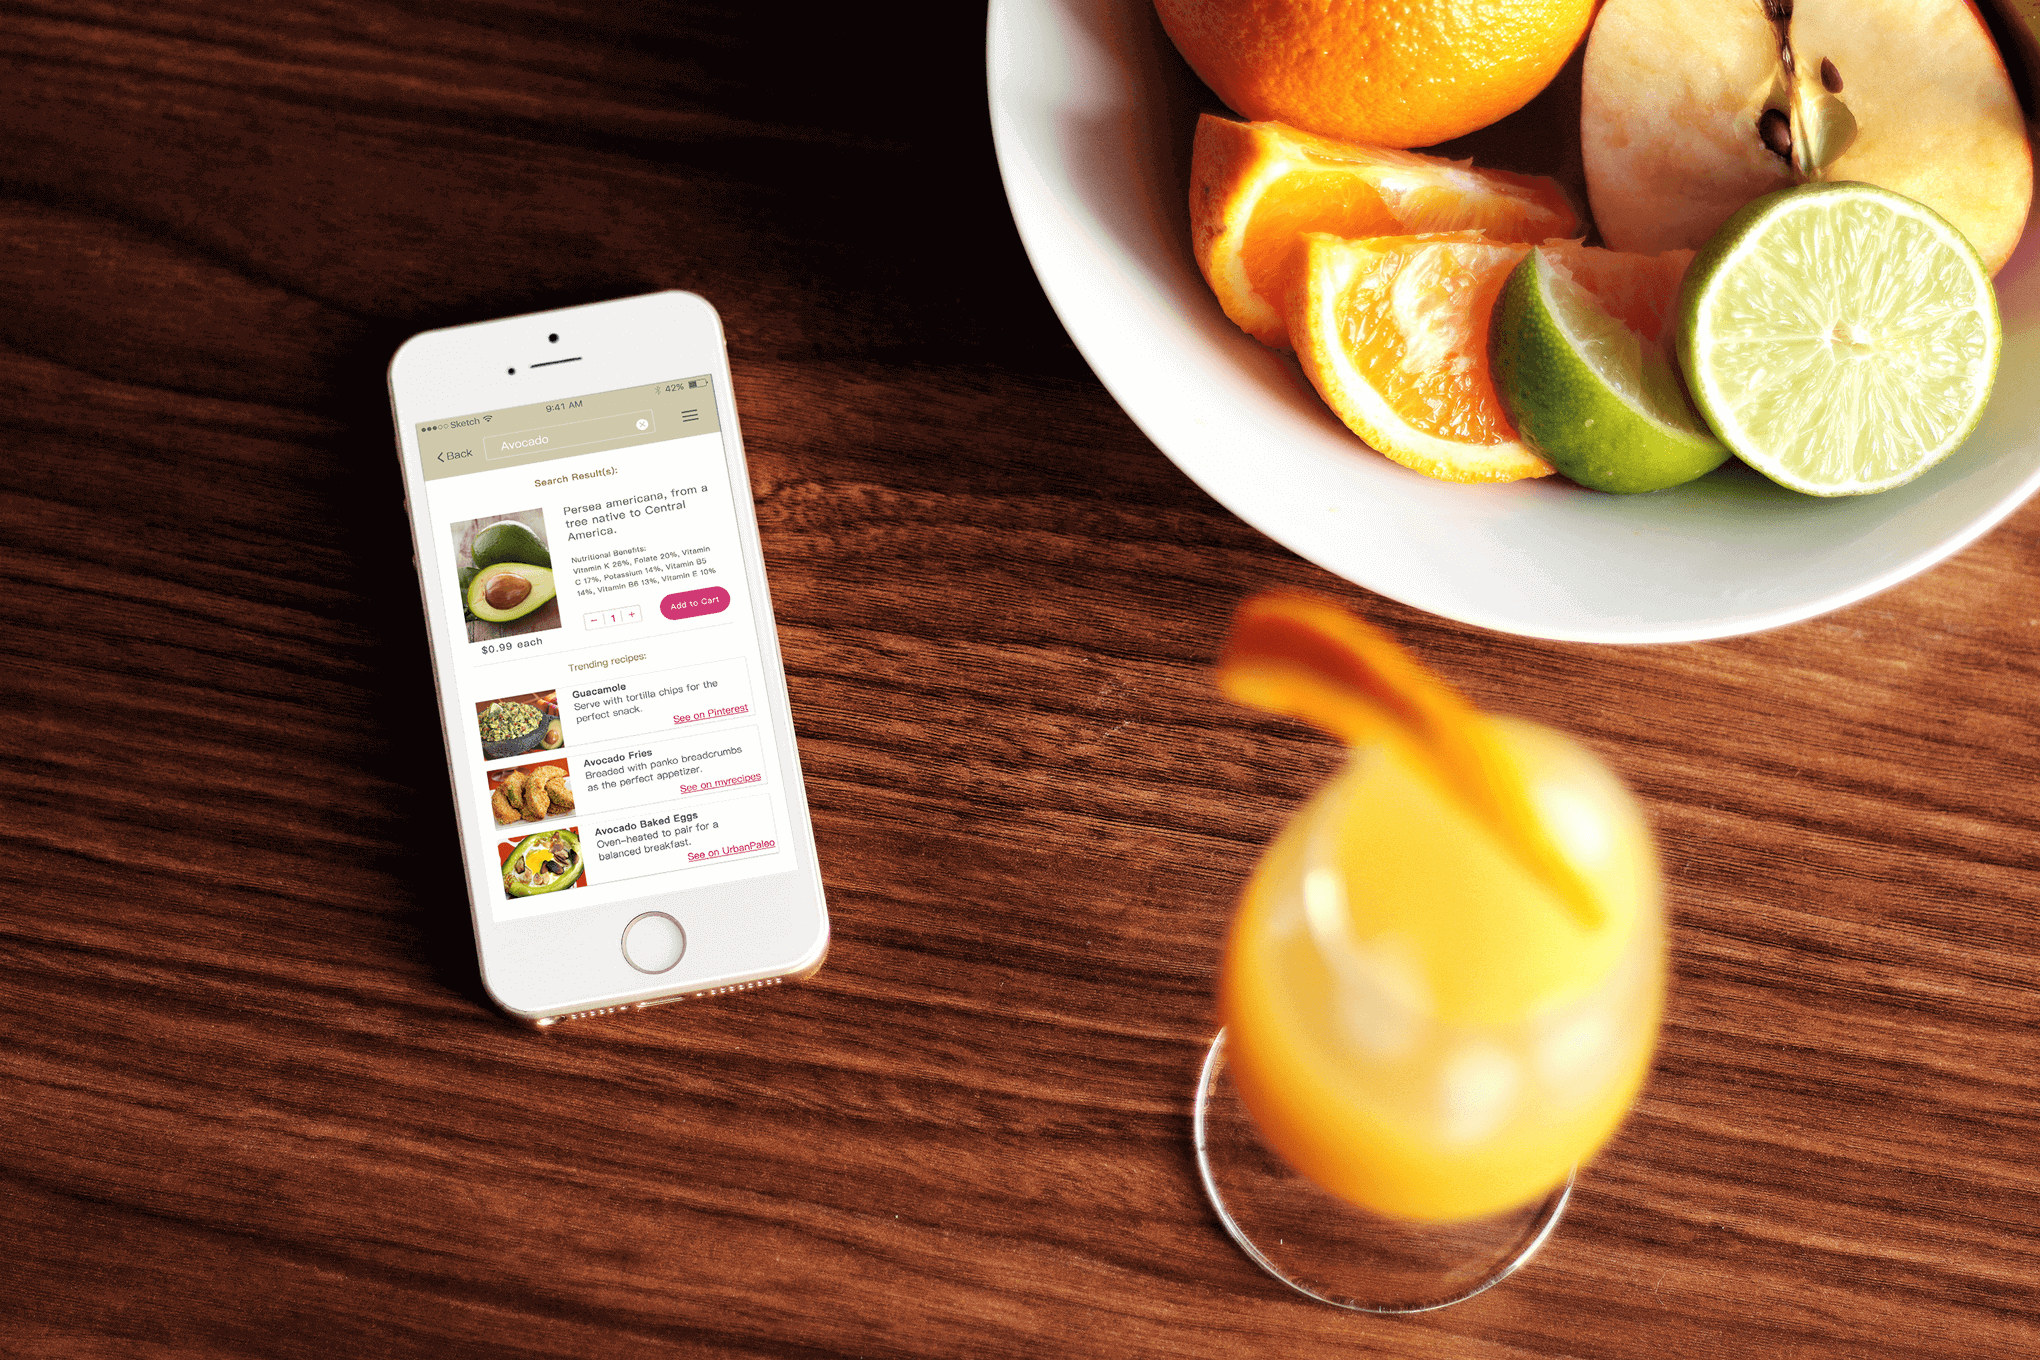 Sketch 9:41 AM 42%
Back Avocado
Search Result(s):
Persea americana, from a
tree native to Central
America.
Nutritional Benefits:
Vitamin K 26%, Folate 20%, Vitamin
C 17%, Potassium 14%, Vitamin B5
14%, Vitamin B6 13%, Vitamin E 10%
− 1 + Add to Cart
$0.99 each
Trending recipes:
Guacamole
Serve with tortilla chips for the
perfect snack.
See on Pinterest
Avocado Fries
Breaded with panko breadcrumbs
as the perfect appetizer.
See on myrecipes
Avocado Baked Eggs
Oven-heated to pair for a
balanced breakfast.
See on UrbanPaleo